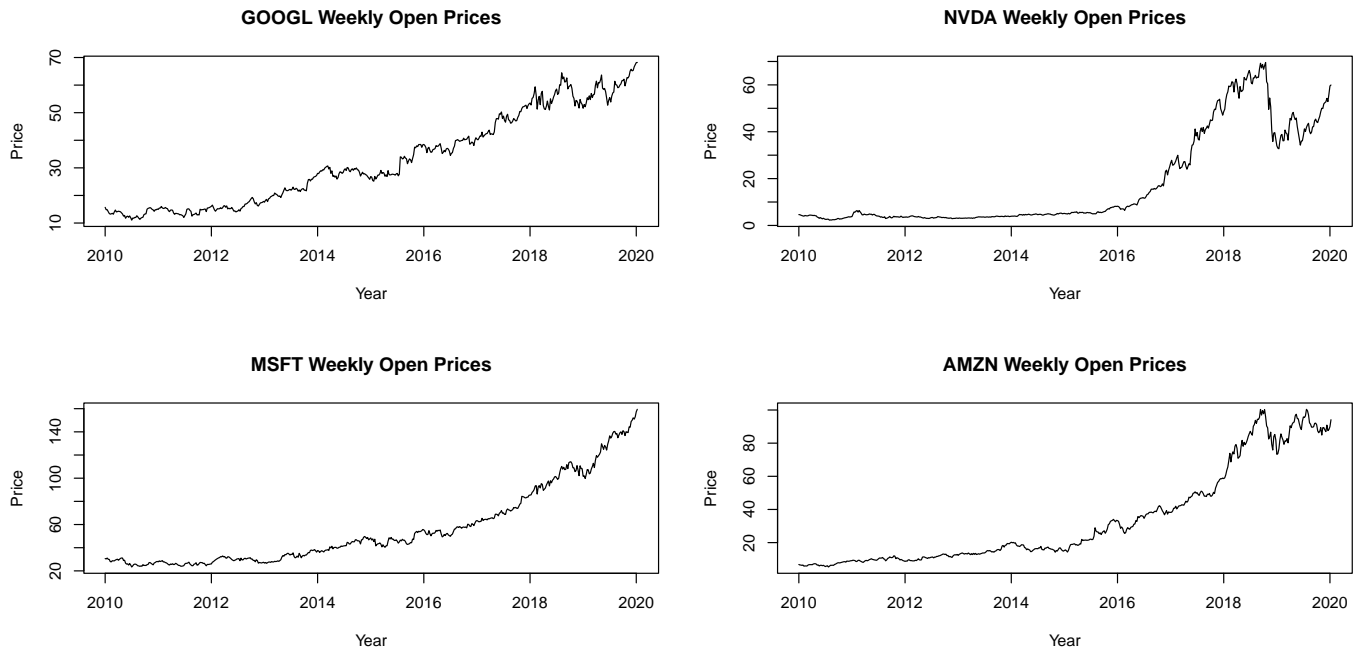 GOOGL Weekly Open Prices
Price
70
50
30
10
2010 2012 2014 2016 2018 2020
Year
NVDA Weekly Open Prices
Price
60
40
20
0
2010 2012 2014 2016 2018 2020
Year
MSFT Weekly Open Prices
Price
140
100
60
20
2010 2012 2014 2016 2018 2020
Year
AMZN Weekly Open Prices
Price
80
60
40
20
2010 2012 2014 2016 2018 2020
Year